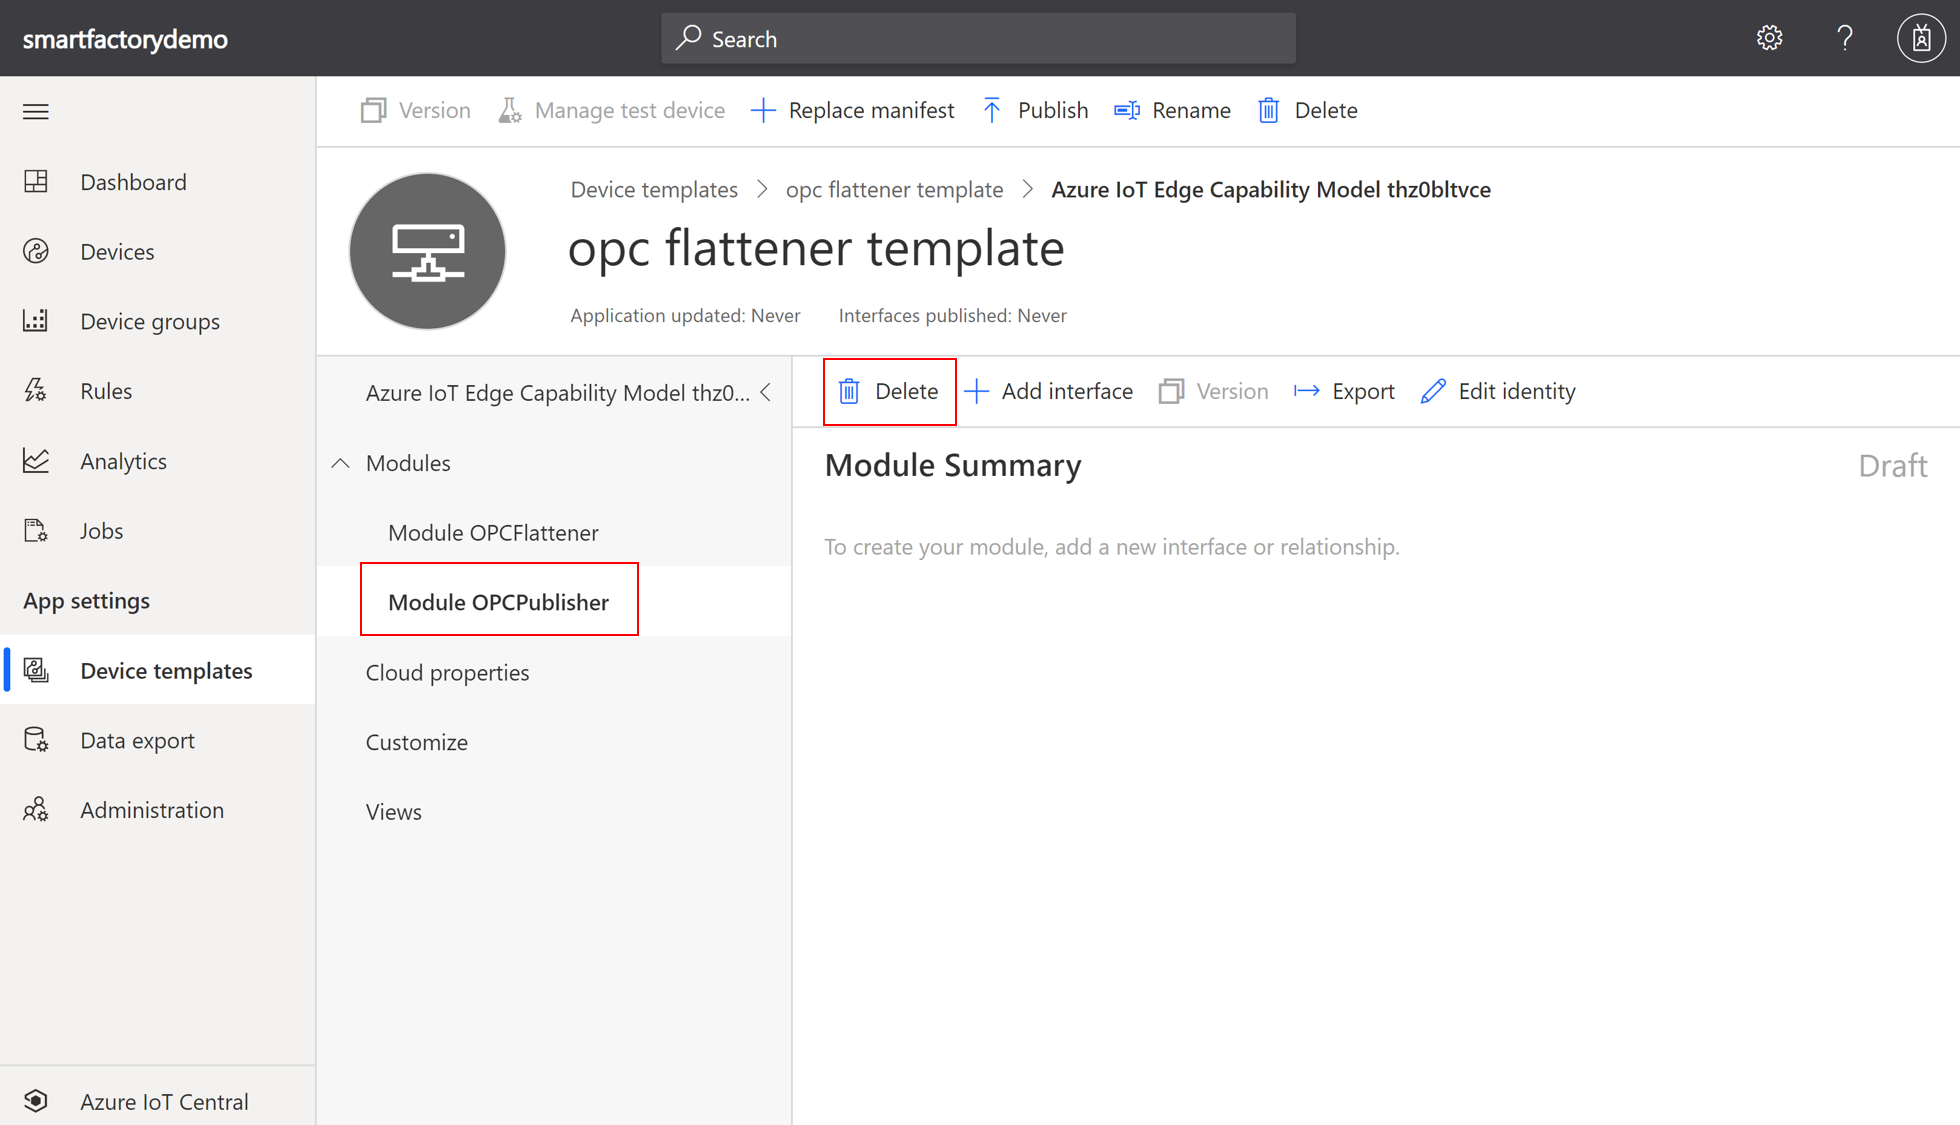 smartfactorydemo
Search
Version
Manage test device
Replace manifest
Publish
Rename
Delete
Dashboard
Devices
Device groups
Rules
Analytics
Jobs
App settings
Device templates
Data export
Administration
Azure IoT Central
Device templates > opc flattener template > Azure IoT Edge Capability Model thz0bltvce
opc flattener template
Application updated: Never
Interfaces published: Never
Azure IoT Edge Capability Model thz0...
Modules
Module OPCFlattener
Module OPCPublisher
Cloud properties
Customize
Views
Delete
Add interface
Version
Export
Edit identity
Module Summary
Draft
To create your module, add a new interface or relationship.